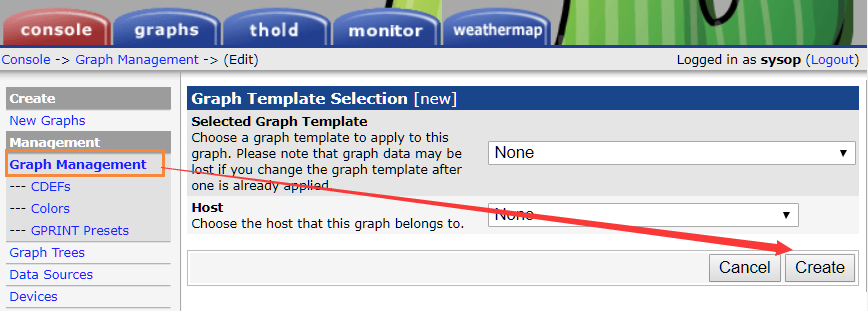 console graphs thold monitor weathermap
Console -> Graph Management -> (Edit) Logged in as sysop (Logout)
Create
New Graphs
Management
Graph Management
--- CDEFs
--- Colors
--- GPRINT Presets
Graph Trees
Data Sources
Devices
Graph Template Selection [new]
Selected Graph Template
Choose a graph template to apply to this
graph. Please note that graph data may be
lost if you change the graph template after
one is already applied.
None
Host
Choose the host that this graph belongs to.
None
Cancel Create